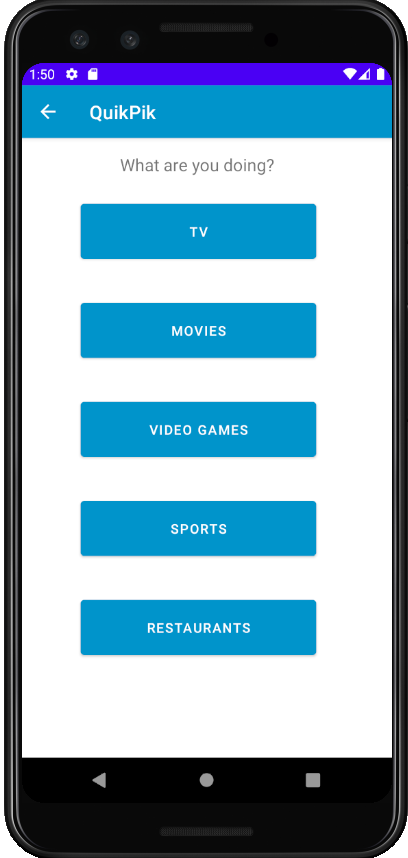 1:50
QuikPik
What are you doing?
TV
MOVIES
VIDEO GAMES
SPORTS
RESTAURANTS